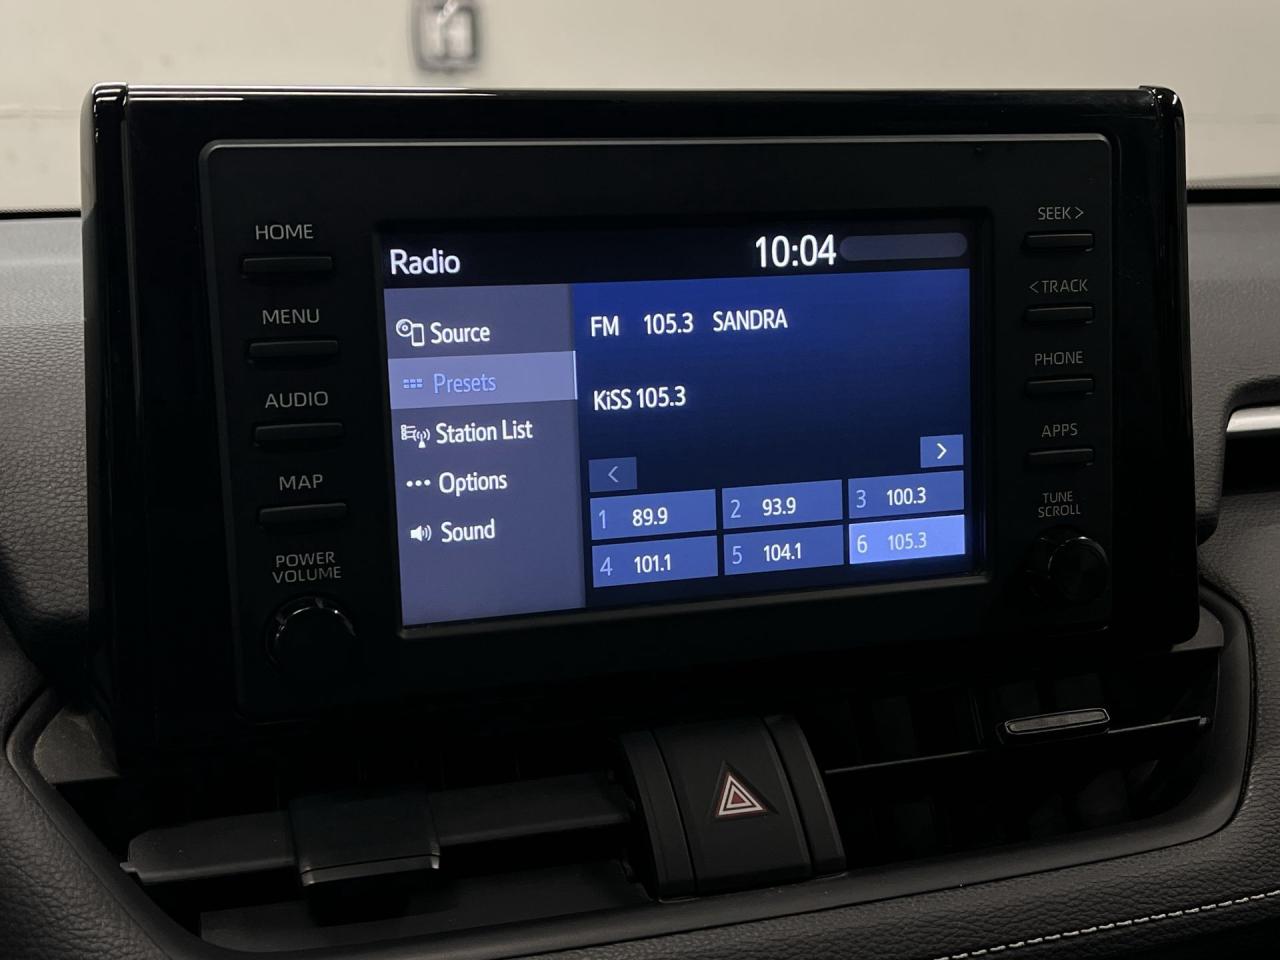 HOME
MENU
AUDIO
MAP
POWER
VOLUME
Radio
10:04
Source
Presets
Station List
Options
Sound
FM 105.3 SANDRA
KiSS 105.3
<
>
1 89.9
2 93.9
3 100.3
4 101.1
5 104.1
6 105.3
SEEK >
< TRACK
PHONE
APPS
TUNE
SCROLL